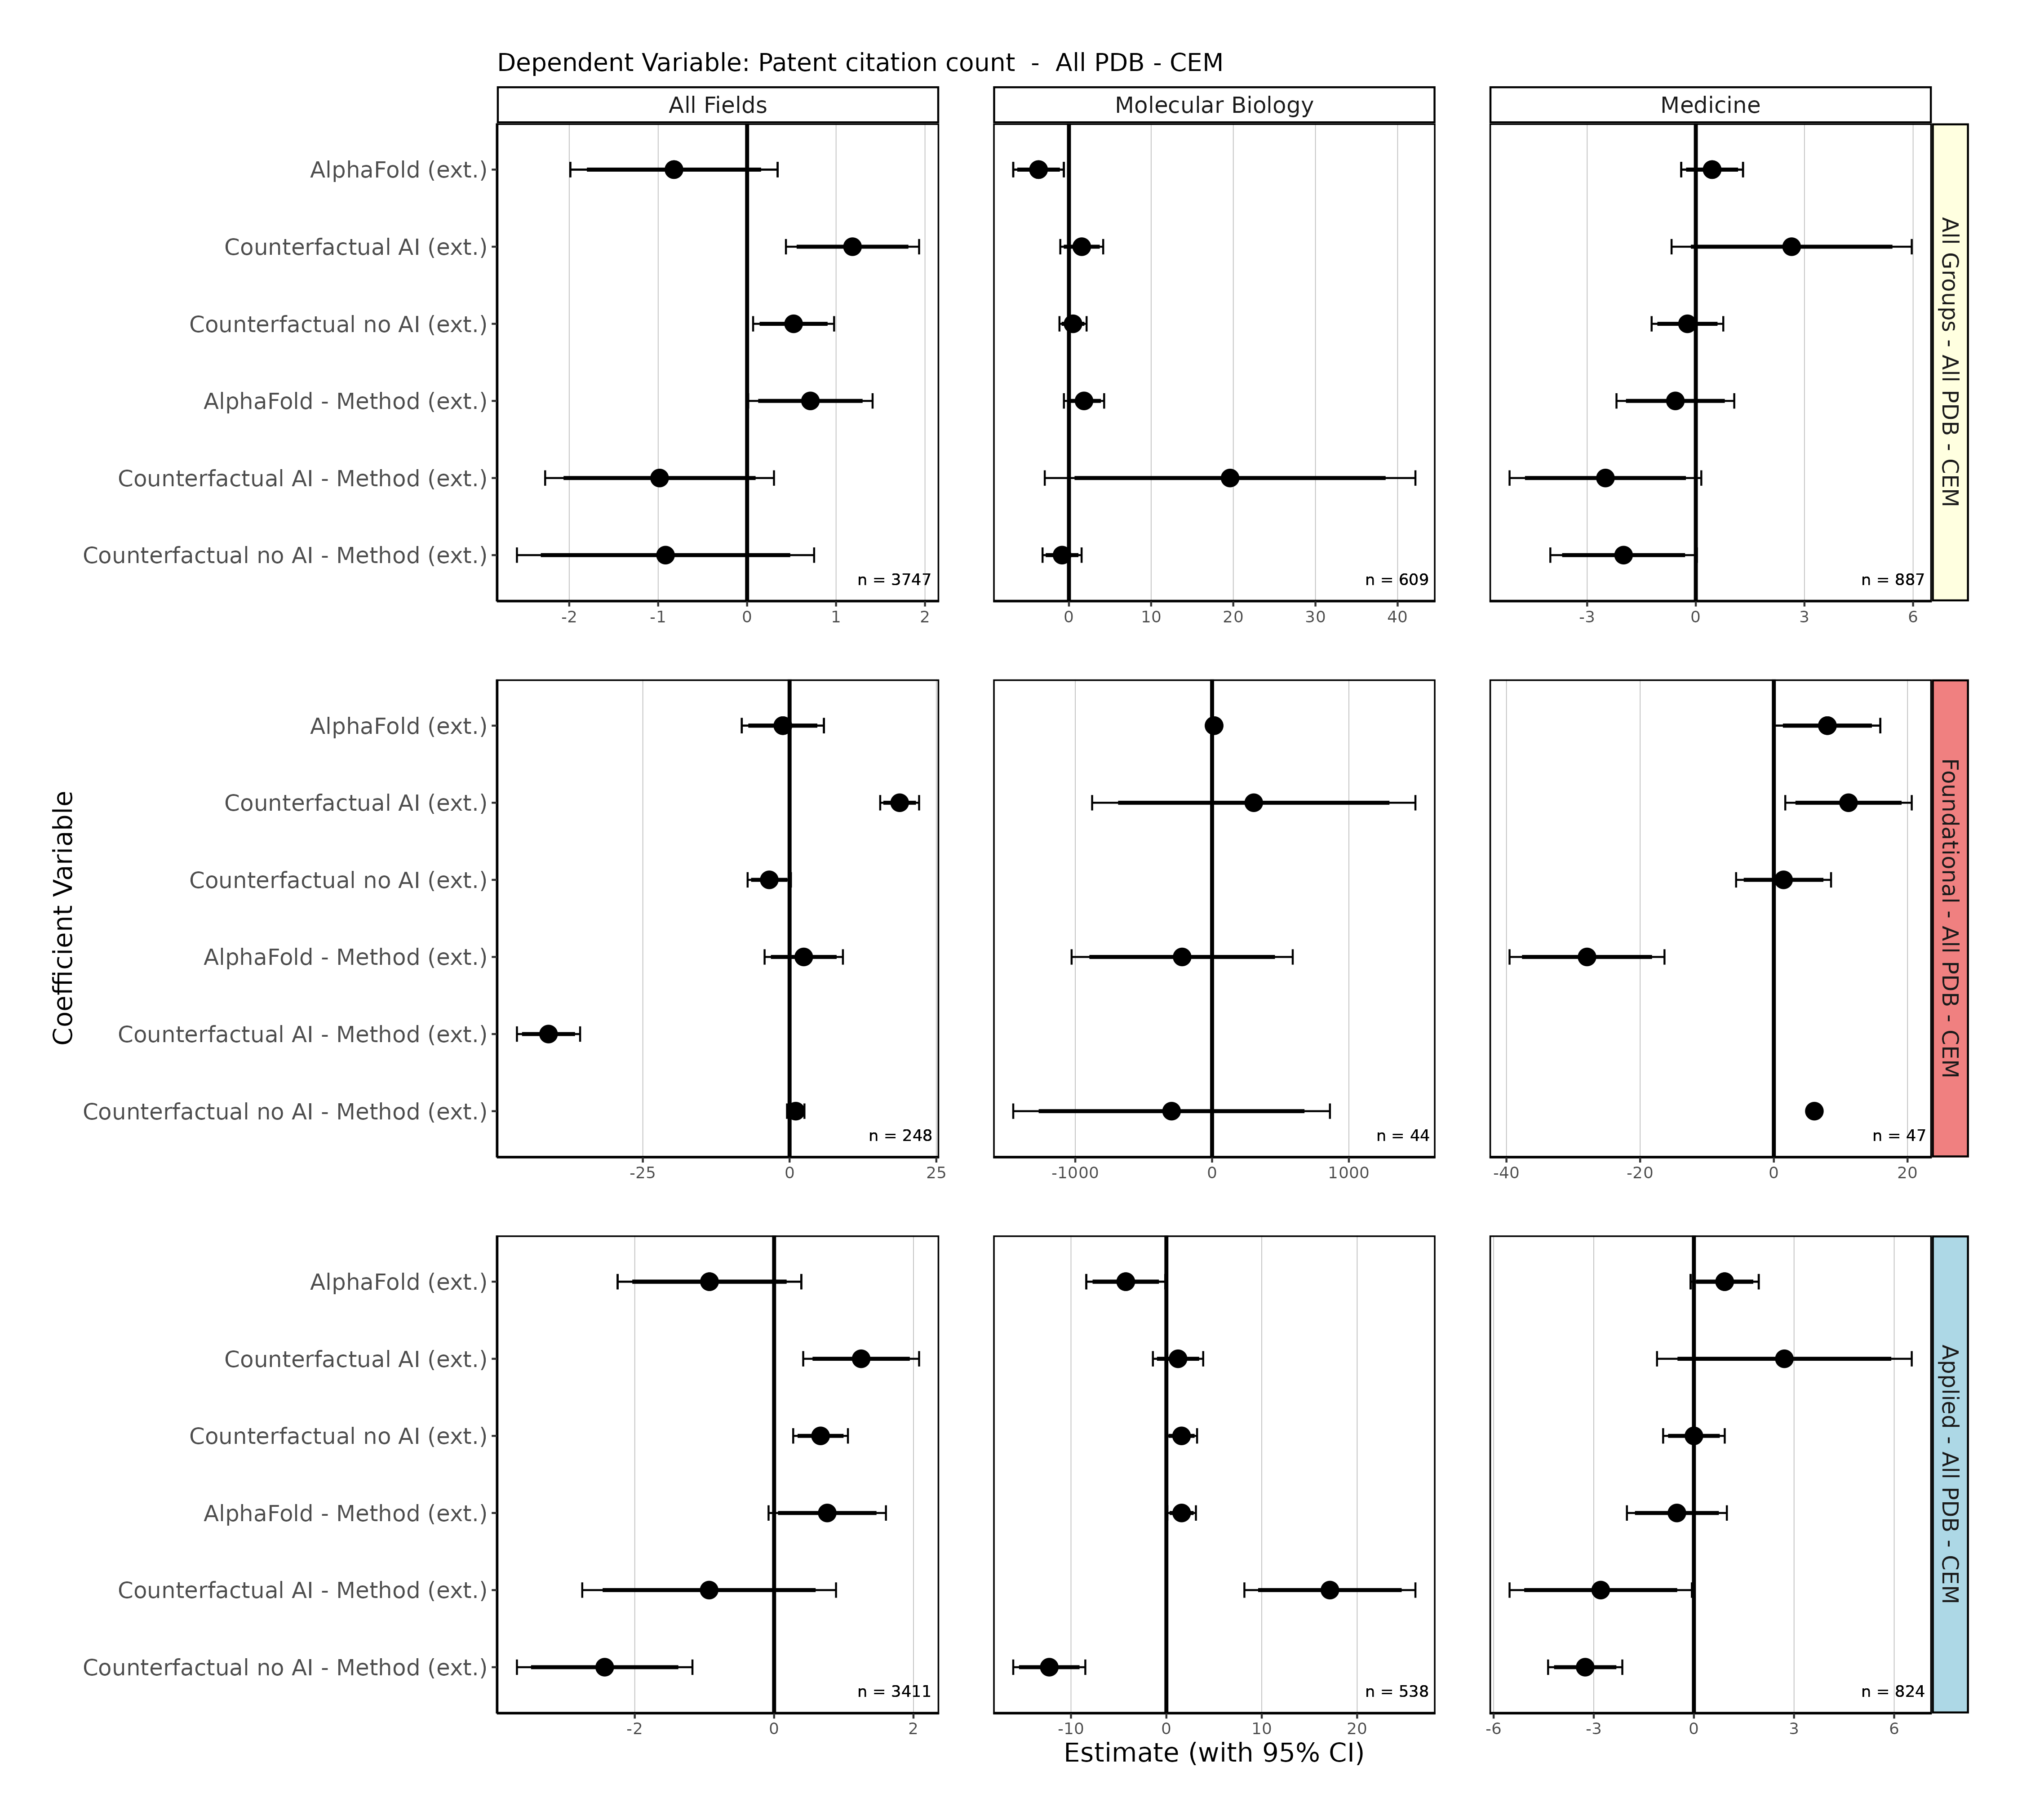 Dependent Variable: Patent citation count - All PDB - CEM
All Fields
Molecular Biology
Medicine
AlphaFold (ext.)
Counterfactual AI (ext.)
Counterfactual no AI (ext.)
AlphaFold - Method (ext.)
Counterfactual AI - Method (ext.)
Counterfactual no AI - Method (ext.)
n = 3747
n = 609
n = 887
-2 -1 0 1 2
0 10 20 30 40
-3 0 3 6
All Groups - All PDB - CEM
Coefficient Variable
AlphaFold (ext.)
Counterfactual AI (ext.)
Counterfactual no AI (ext.)
AlphaFold - Method (ext.)
Counterfactual AI - Method (ext.)
Counterfactual no AI - Method (ext.)
n = 248
n = 44
n = 47
-25 0 25
-1000 0 1000
-40 -20 0 20
Foundational - All PDB - CEM
AlphaFold (ext.)
Counterfactual AI (ext.)
Counterfactual no AI (ext.)
AlphaFold - Method (ext.)
Counterfactual AI - Method (ext.)
Counterfactual no AI - Method (ext.)
n = 3411
n = 538
n = 824
-2 0 2
-10 0 10 20
-6 -3 0 3 6
Applied - All PDB - CEM
Estimate (with 95% CI)